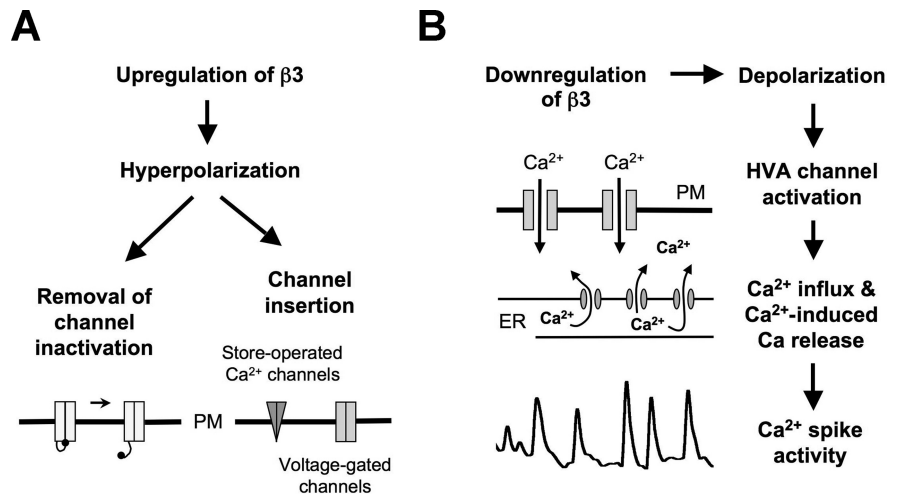 A
Upregulation of β3
Hyperpolarization
Removal of
channel
inactivation
Channel
insertion
Store-operated
Ca²⁺ channels
PM
Voltage-gated
channels
B
Downregulation
of β3
Depolarization
HVA channel
activation
Ca²⁺ influx &
Ca²⁺-induced
Ca release
Ca²⁺ spike
activity
Ca²⁺ Ca²⁺
PM
Ca²⁺
ER
Ca²⁺ Ca²⁺